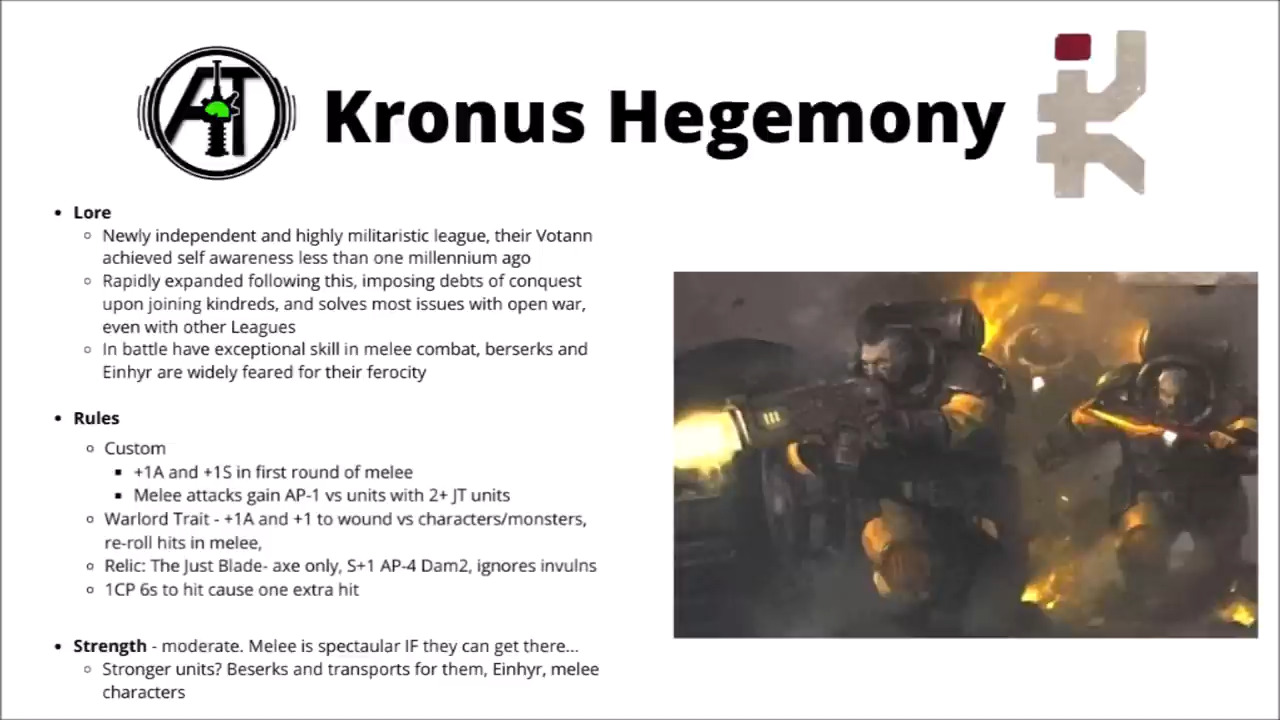 AT
Kronus Hegemony
• Lore
◦ Newly independent and highly militaristic league, their Votann
achieved self awareness less than one millennium ago
◦ Rapidly expanded following this, imposing debts of conquest
upon joining kindreds, and solves most issues with open war,
even with other Leagues
◦ In battle have exceptional skill in melee combat, berserks and
Einhyr are widely feared for their ferocity
• Rules
◦ Custom
▪ +1A and +1S in first round of melee
▪ Melee attacks gain AP-1 vs units with 2+ JT units
◦ Warlord Trait - +1A and +1 to wound vs characters/monsters,
re-roll hits in melee,
◦ Relic: The Just Blade- axe only, S+1 AP-4 Dam2, ignores invulns
◦ 1CP 6s to hit cause one extra hit
• Strength - moderate. Melee is spectaular IF they can get there...
◦ Stronger units? Beserks and transports for them, Einhyr, melee
characters